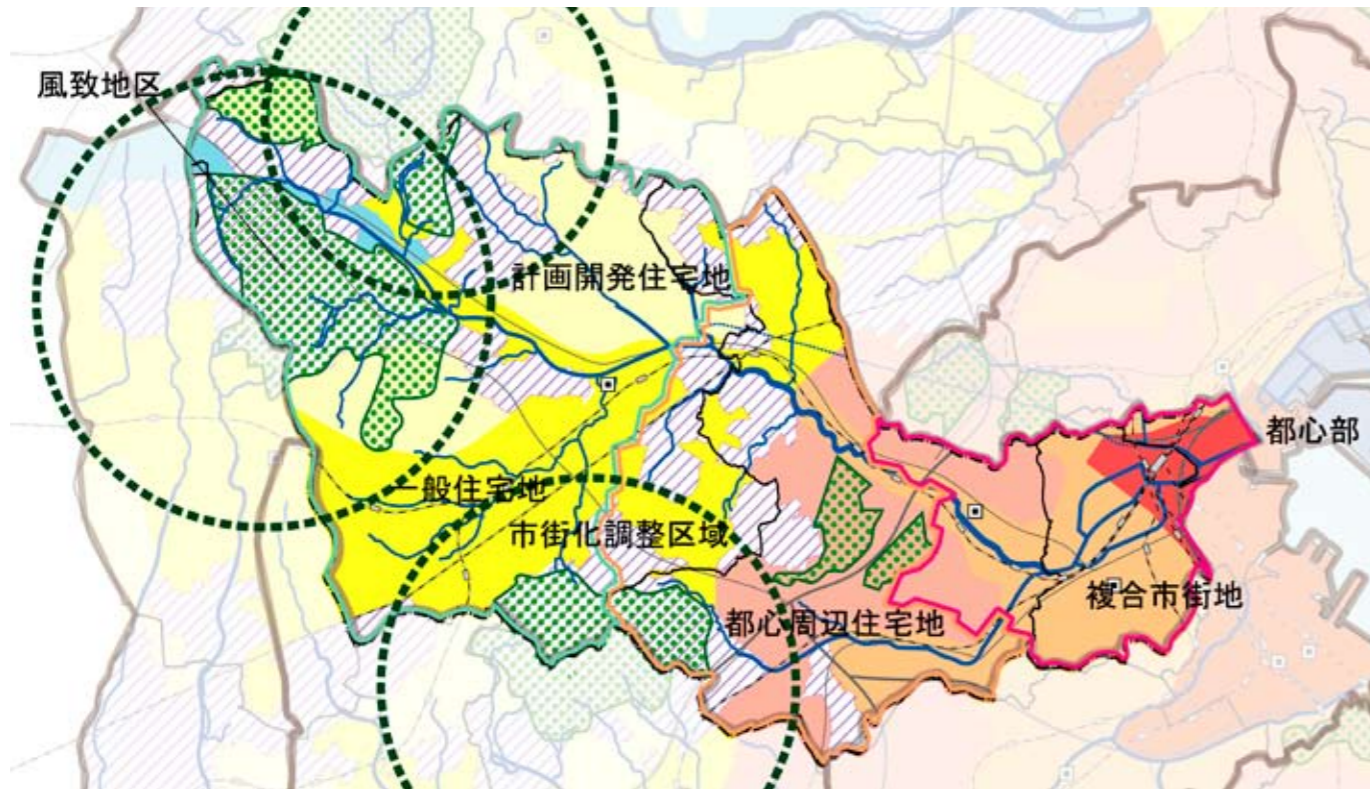 風致地区
計画開発住宅地
都心部
一般住宅地
市街化調整区域
複合市街地
都心周辺住宅地